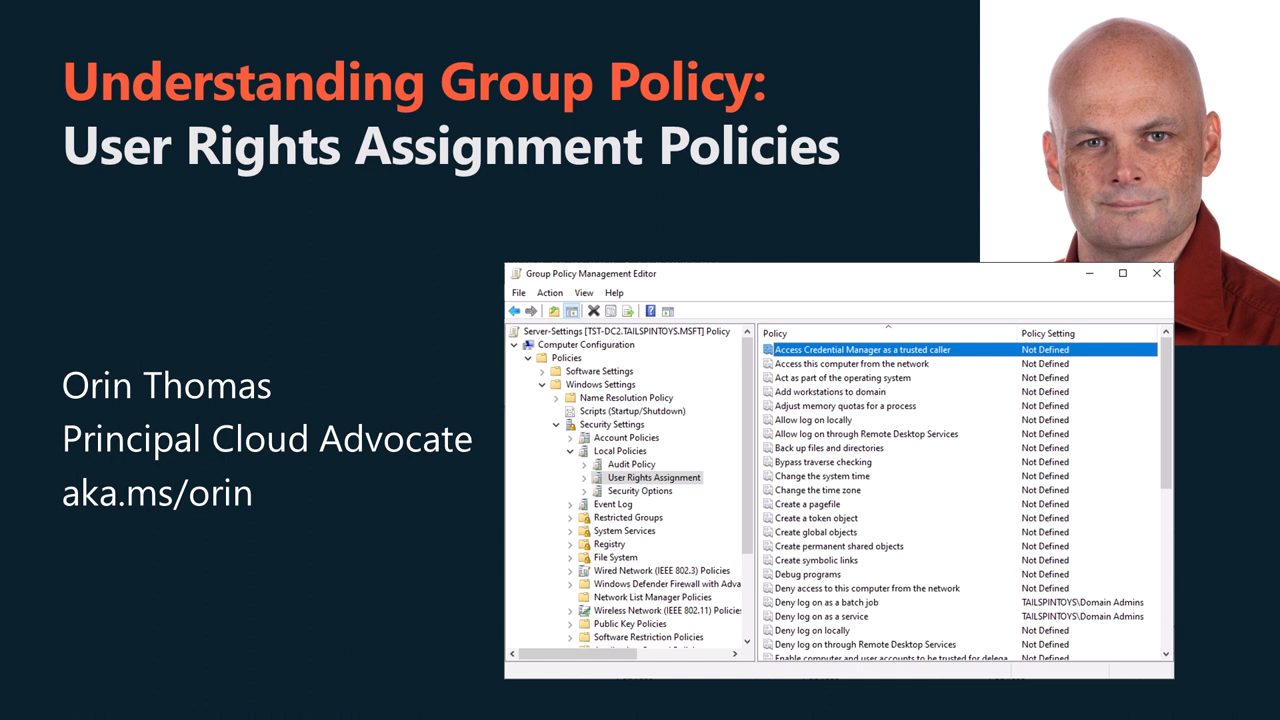 Understanding Group Policy:
User Rights Assignment Policies
Orin Thomas
Principal Cloud Advocate
aka.ms/orin
Group Policy Management Editor
File Action View Help
Server-Settings [TST-DC2.TAILSPINTOYS.MSFT] Policy
Computer Configuration
Policies
Software Settings
Windows Settings
Name Resolution Policy
Scripts (Startup/Shutdown)
Security Settings
Account Policies
Local Policies
Audit Policy
User Rights Assignment
Security Options
Event Log
Restricted Groups
System Services
Registry
File System
Wired Network (IEEE 802.3) Policies
Windows Defender Firewall with Adva
Network List Manager Policies
Wireless Network (IEEE 802.11) Policies
Public Key Policies
Software Restriction Policies
Policy Policy Setting
Access Credential Manager as a trusted caller Not Defined
Access this computer from the network Not Defined
Act as part of the operating system Not Defined
Add workstations to domain Not Defined
Adjust memory quotas for a process Not Defined
Allow log on locally Not Defined
Allow log on through Remote Desktop Services Not Defined
Back up files and directories Not Defined
Bypass traverse checking Not Defined
Change the system time Not Defined
Change the time zone Not Defined
Create a pagefile Not Defined
Create a token object Not Defined
Create global objects Not Defined
Create permanent shared objects Not Defined
Create symbolic links Not Defined
Debug programs Not Defined
Deny access to this computer from the network Not Defined
Deny log on as a batch job TAILSPINTOYS\Domain Admins
Deny log on as a service TAILSPINTOYS\Domain Admins
Deny log on locally Not Defined
Deny log on through Remote Desktop Services Not Defined
Enable computer and user accounts to be trusted for delega Not Defined